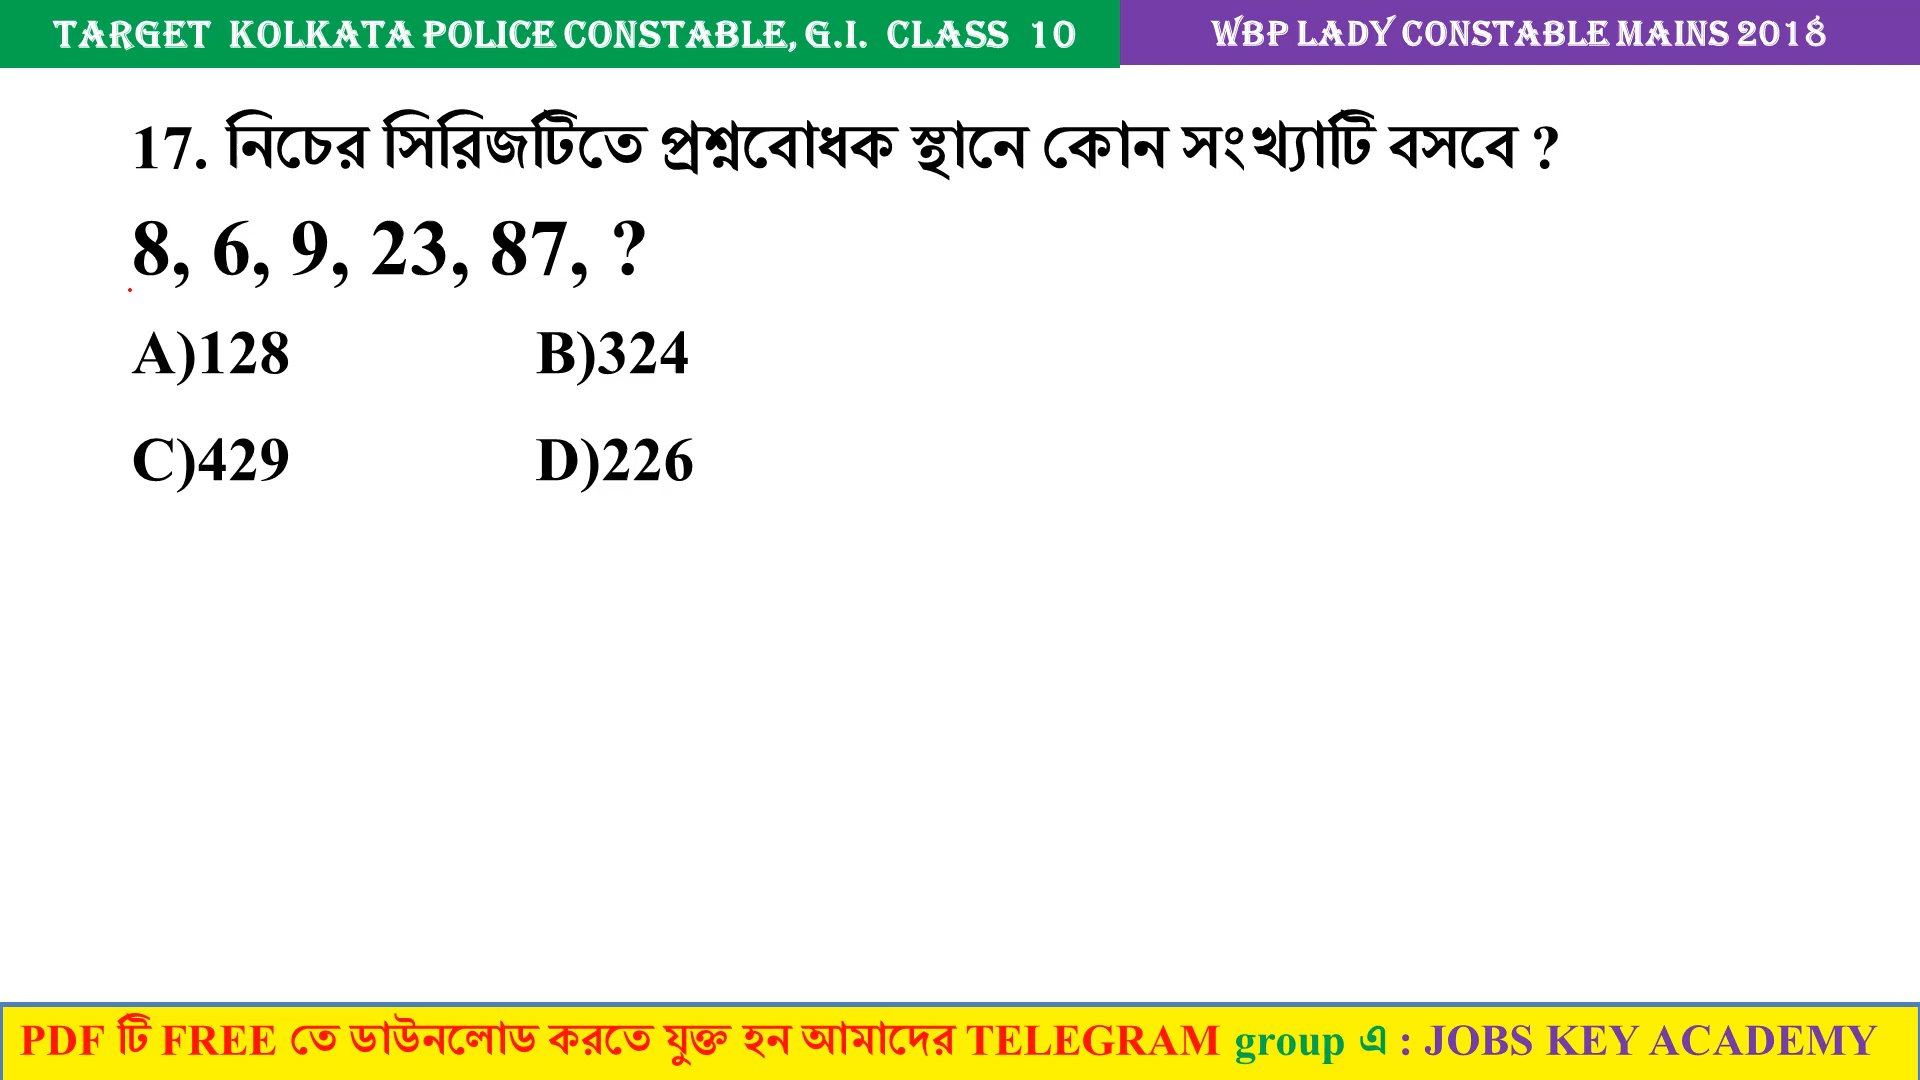 TARGET KOLKATA POLICE CONSTABLE, G.I. CLASS 10
WBP LADY CONSTABLE MAINS 2018
17. নিচের সিরিজটিতে প্রশ্নবোধক স্থানে কোন সংখ্যাটি বসবে ?
8, 6, 9, 23, 87, ?
A)128 B)324
C)429 D)226
PDF টি FREE তে ডাউনলোড করতে যুক্ত হন আমাদের TELEGRAM group এ : JOBS KEY ACADEMY